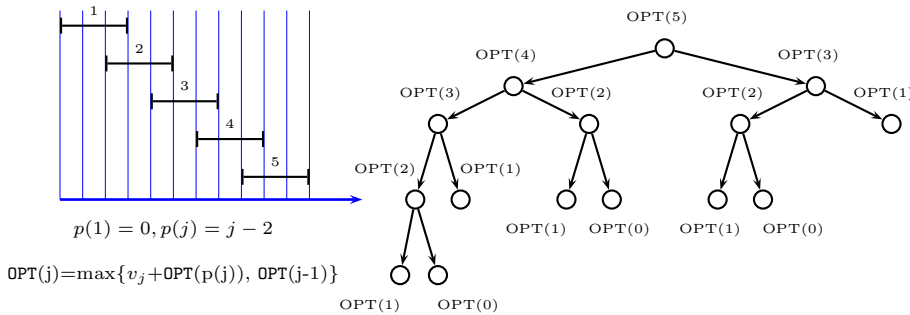 1
2
3
4
5
p(1) = 0, p(j) = j − 2
OPT(j)=max{v_j+OPT(p(j)), OPT(j-1)}
OPT(5)
OPT(4) OPT(3)
OPT(3) OPT(2) OPT(2) OPT(1)
OPT(2) OPT(1)
OPT(1) OPT(0) OPT(1) OPT(0)
OPT(1) OPT(0)